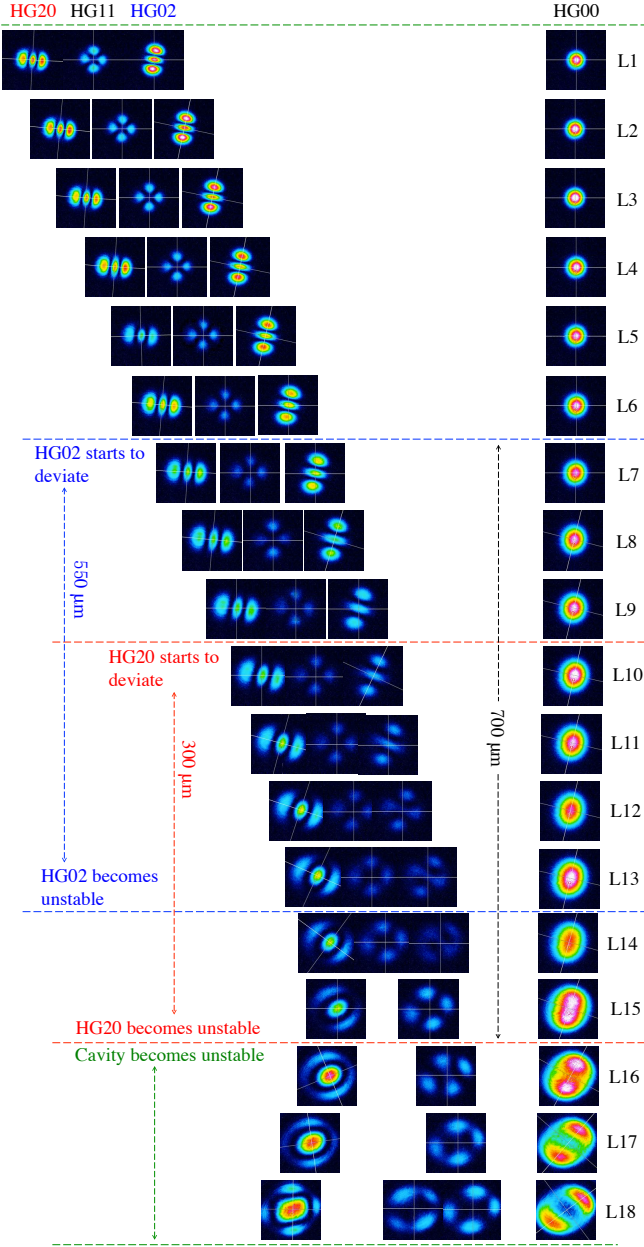 HG20 HG11 HG02 HG00
L1
L2
L3
L4
L5
L6
HG02 starts to
deviate
L7
L8
550 µm
L9
HG20 starts to
deviate
L10
700 µm
300 µm
L11
L12
HG02 becomes
unstable
L13
L14
HG20 becomes unstable
L15
Cavity becomes unstable
L16
L17
L18